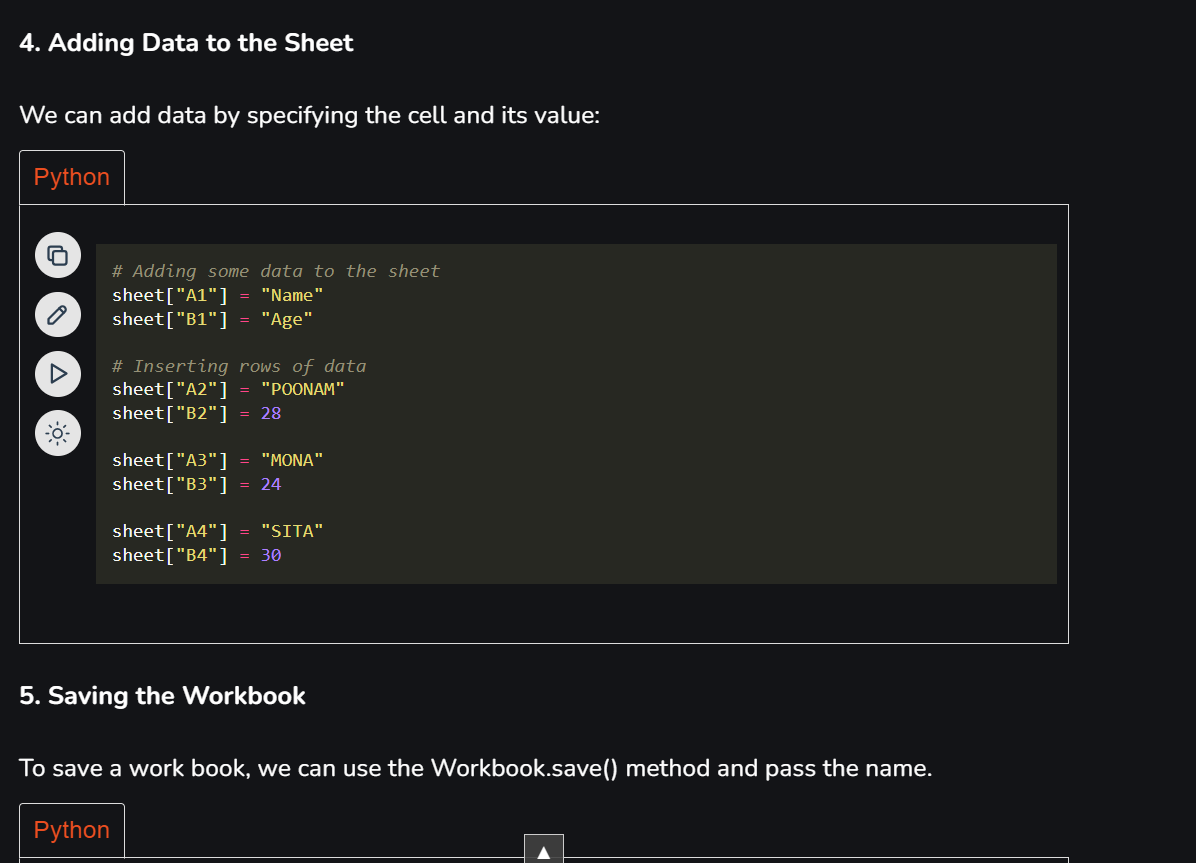 4. Adding Data to the Sheet
We can add data by specifying the cell and its value:
Python
# Adding some data to the sheet
sheet["A1"] = "Name"
sheet["B1"] = "Age"
# Inserting rows of data
sheet["A2"] = "POONAM"
sheet["B2"] = 28
sheet["A3"] = "MONA"
sheet["B3"] = 24
sheet["A4"] = "SITA"
sheet["B4"] = 30
5. Saving the Workbook
To save a work book, we can use the Workbook.save() method and pass the name.
Python